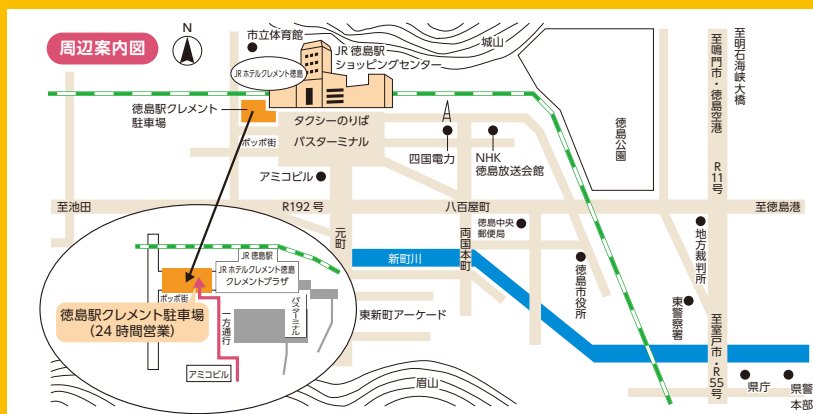 周辺案内図
N
市立体育館
JR 徳島駅
ショッピングセンター
JR ホテルクレメント徳島
城山
徳島駅クレメント
駐車場
ポッポ街
タクシーのりば
バスターミナル
アミコビル
四国電力
NHK
徳島放送会館
徳島公園
至鳴門市・徳島空港
至明石海峡大橋
R
11
号
至池田
R192 号
八百屋町
至徳島港
元町
新町川
両国本町
徳島中央
郵便局
徳島市役所
地方裁判所
東警察署
至室戸市・R
55
号
県庁
県警
本部
東新町アーケード
眉山
JR 徳島駅
JR ホテルクレメント徳島
クレメントプラザ
ポッポ街
バスターミナル
一方通行
アミコビル
徳島駅クレメント駐車場
(24 時間営業)